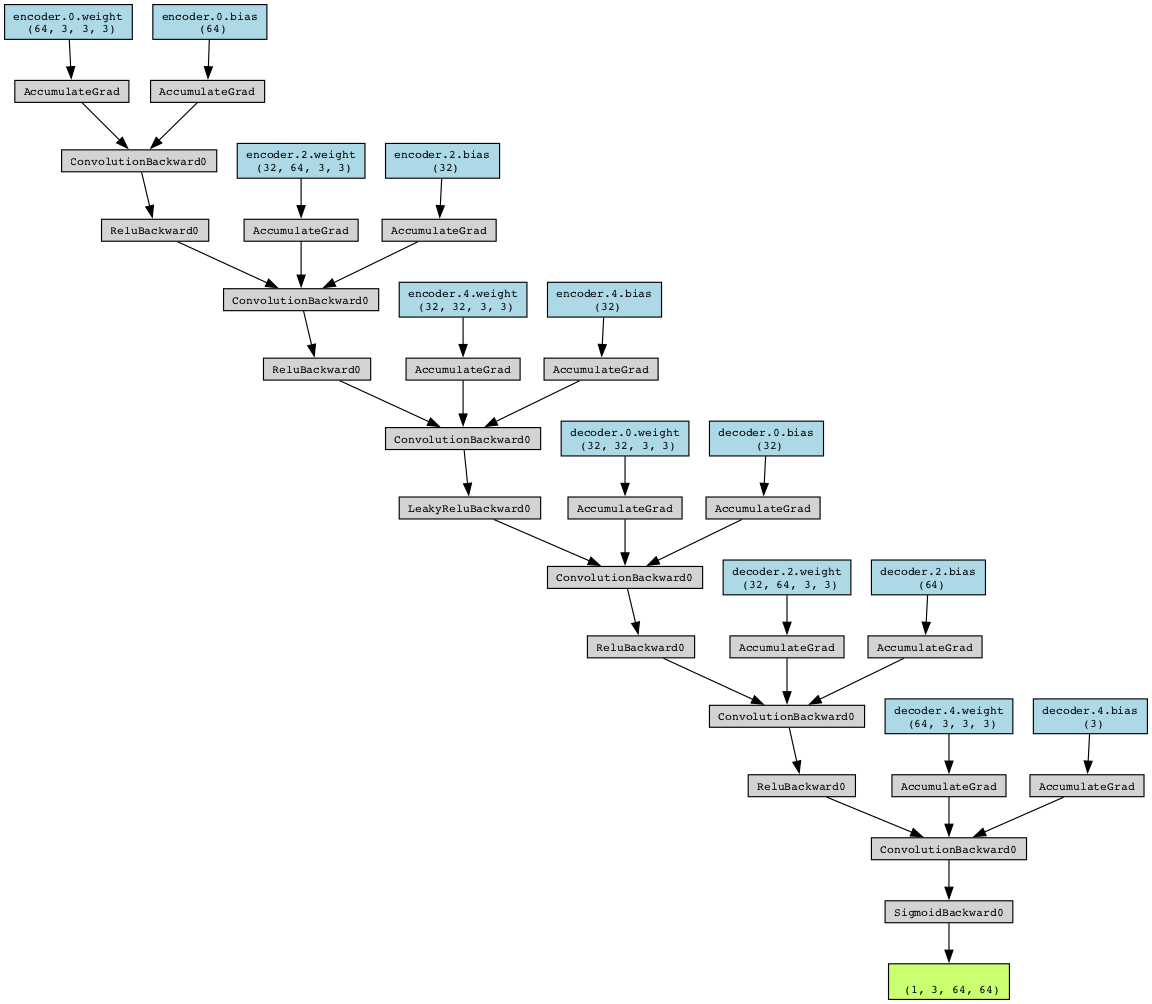 encoder.0.weight
(64, 3, 3, 3)
encoder.0.bias
(64)
AccumulateGrad
AccumulateGrad
ConvolutionBackward0
encoder.2.weight
(32, 64, 3, 3)
encoder.2.bias
(32)
ReluBackward0
AccumulateGrad
AccumulateGrad
ConvolutionBackward0
encoder.4.weight
(32, 32, 3, 3)
encoder.4.bias
(32)
ReluBackward0
AccumulateGrad
AccumulateGrad
ConvolutionBackward0
decoder.0.weight
(32, 32, 3, 3)
decoder.0.bias
(32)
LeakyReluBackward0
AccumulateGrad
AccumulateGrad
ConvolutionBackward0
decoder.2.weight
(32, 64, 3, 3)
decoder.2.bias
(64)
ReluBackward0
AccumulateGrad
AccumulateGrad
ConvolutionBackward0
decoder.4.weight
(64, 3, 3, 3)
decoder.4.bias
(3)
ReluBackward0
AccumulateGrad
AccumulateGrad
ConvolutionBackward0
SigmoidBackward0
(1, 3, 64, 64)